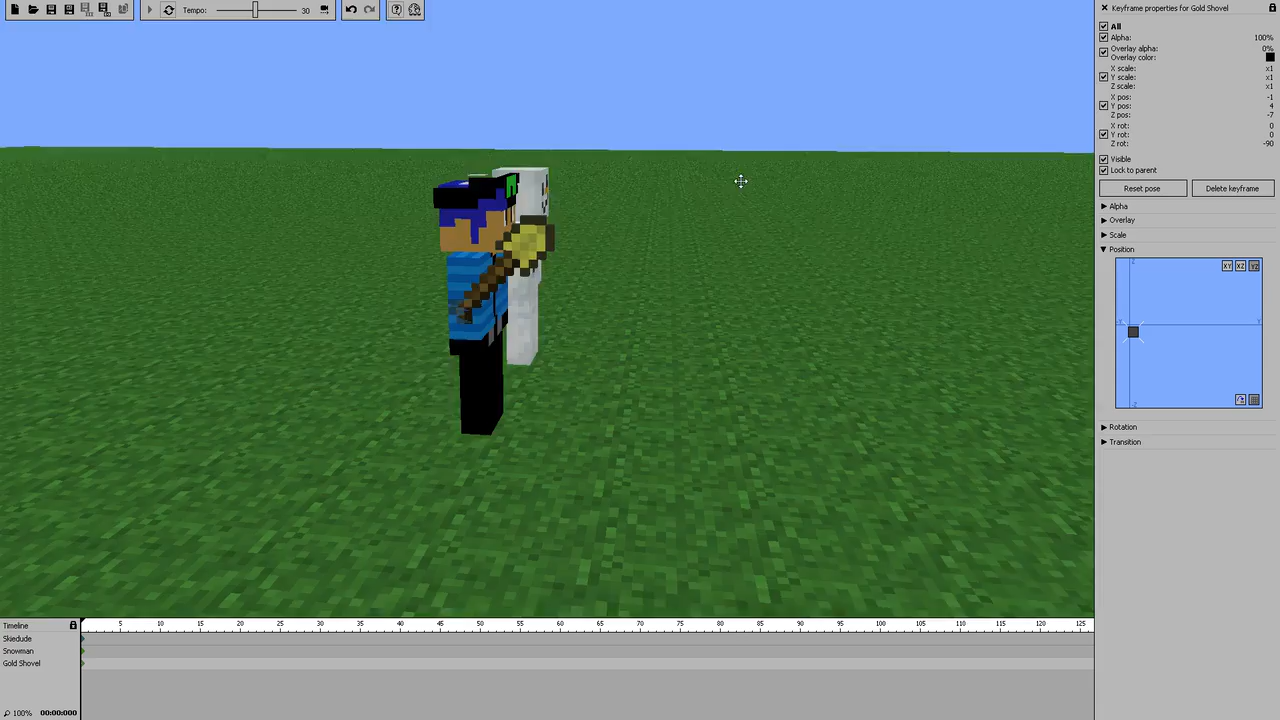 Tempo: 30
Keyframe properties for Gold Shovel
All
Alpha: 100%
Overlay alpha: 0%
Overlay color:
X scale: x1
Y scale: x1
Z scale: x1
X pos: -1
Y pos: 4
Z pos: -7
X rot: 0
Y rot: 0
Z rot: -90
Visible
Lock to parent
Reset pose Delete keyframe
Alpha
Overlay
Scale
Position
XY XZ YZ
Rotation
Transition
Timeline 5 10 15 20 25 30 35 40 45 50 55 60 65 70 75 80 85 90 95 100 105 110 115 120 125
Skiedude
Snowman
Gold Shovel
100% 00:00:000